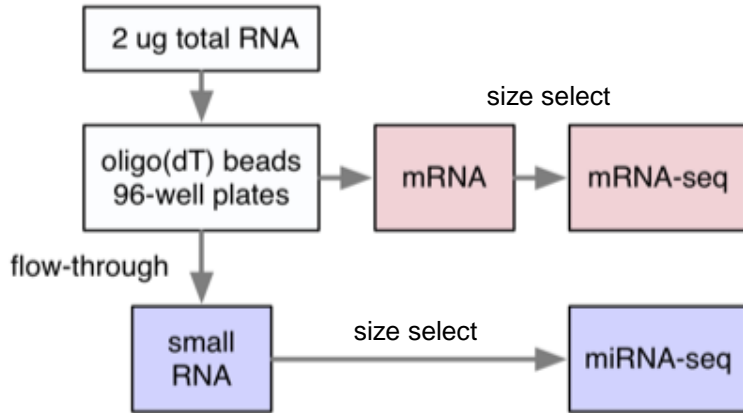 2 ug total RNA
size select
oligo(dT) beads
96-well plates
mRNA
mRNA-seq
flow-through
small
RNA
size select
miRNA-seq